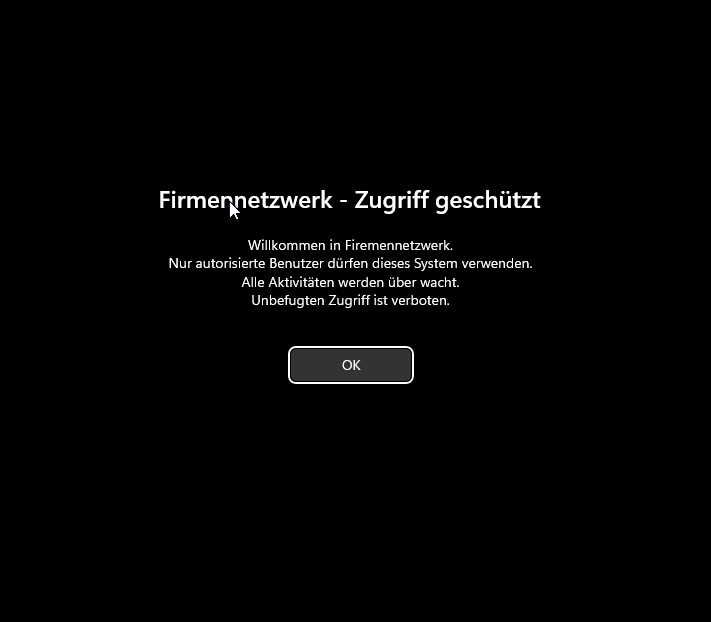 Firmennetzwerk - Zugriff geschützt
Willkommen in Firemennetzwerk.
Nur autorisierte Benutzer dürfen dieses System verwenden.
Alle Aktivitäten werden über wacht.
Unbefugten Zugriff ist verboten.
OK